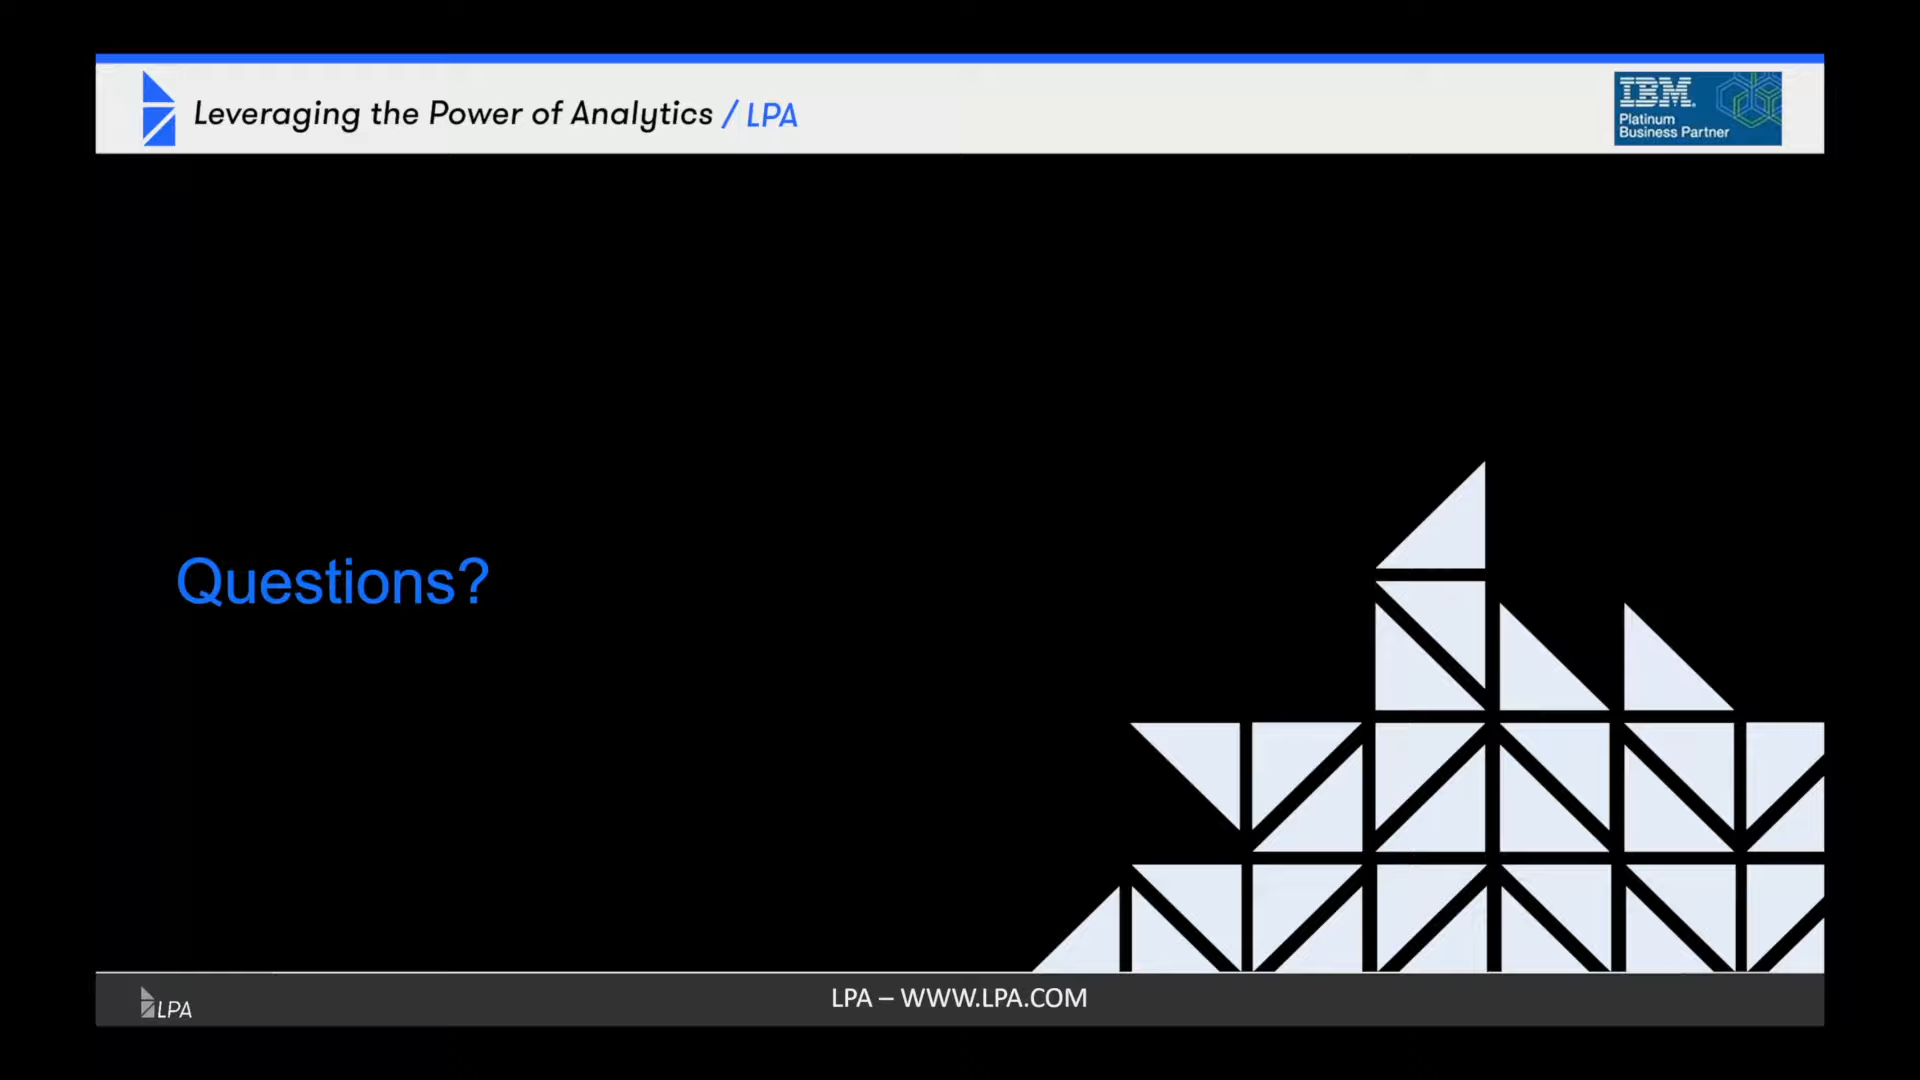 Leveraging the Power of Analytics / LPA
IBM®
Platinum
Business Partner
Questions?
LPA
LPA – WWW.LPA.COM